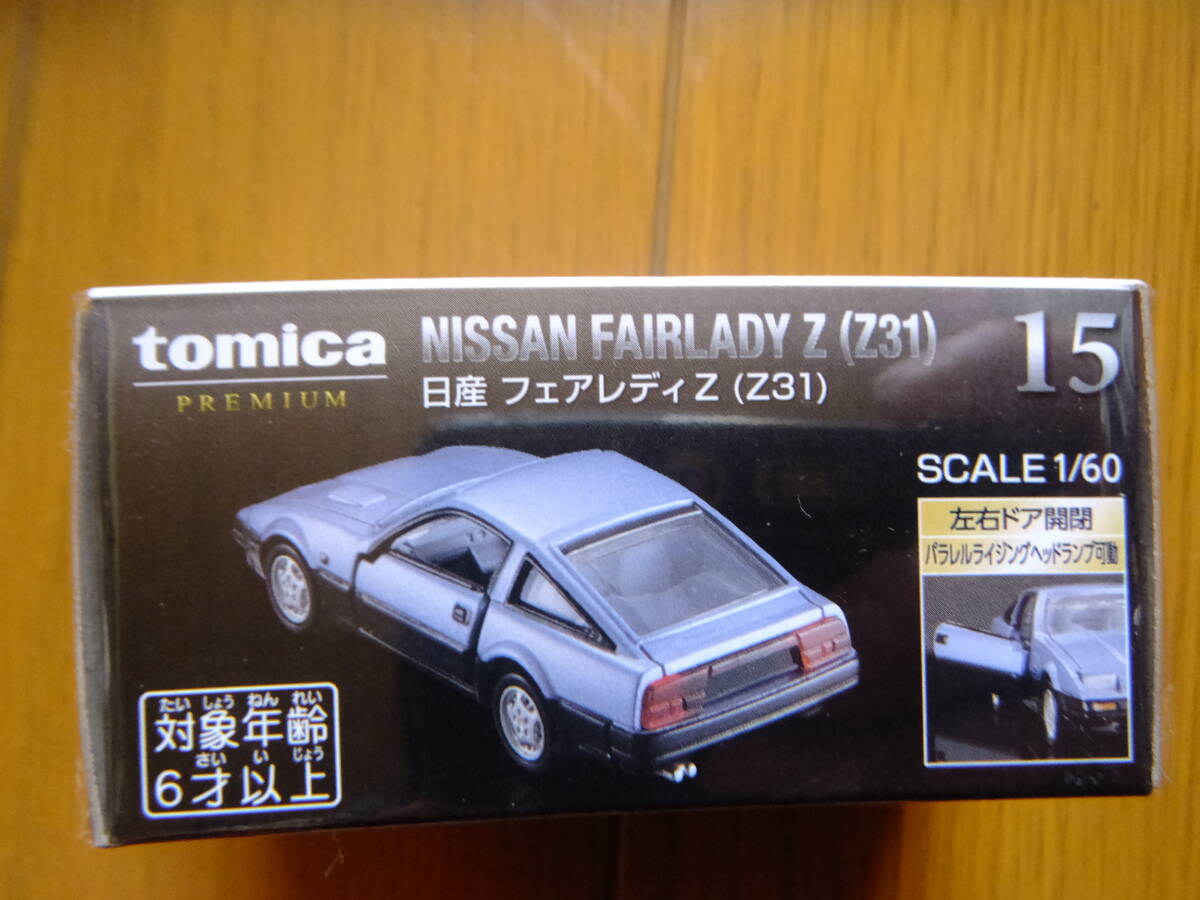 tomica
PREMIUM
NISSAN FAIRLADY Z (Z31)
日産 フェアレディZ (Z31)
15
SCALE 1/60
左右ドア開閉
パラレルライジングヘッドランプ可動
たい しょう ねん れい
対象年齢
さい い じょう
6才以上